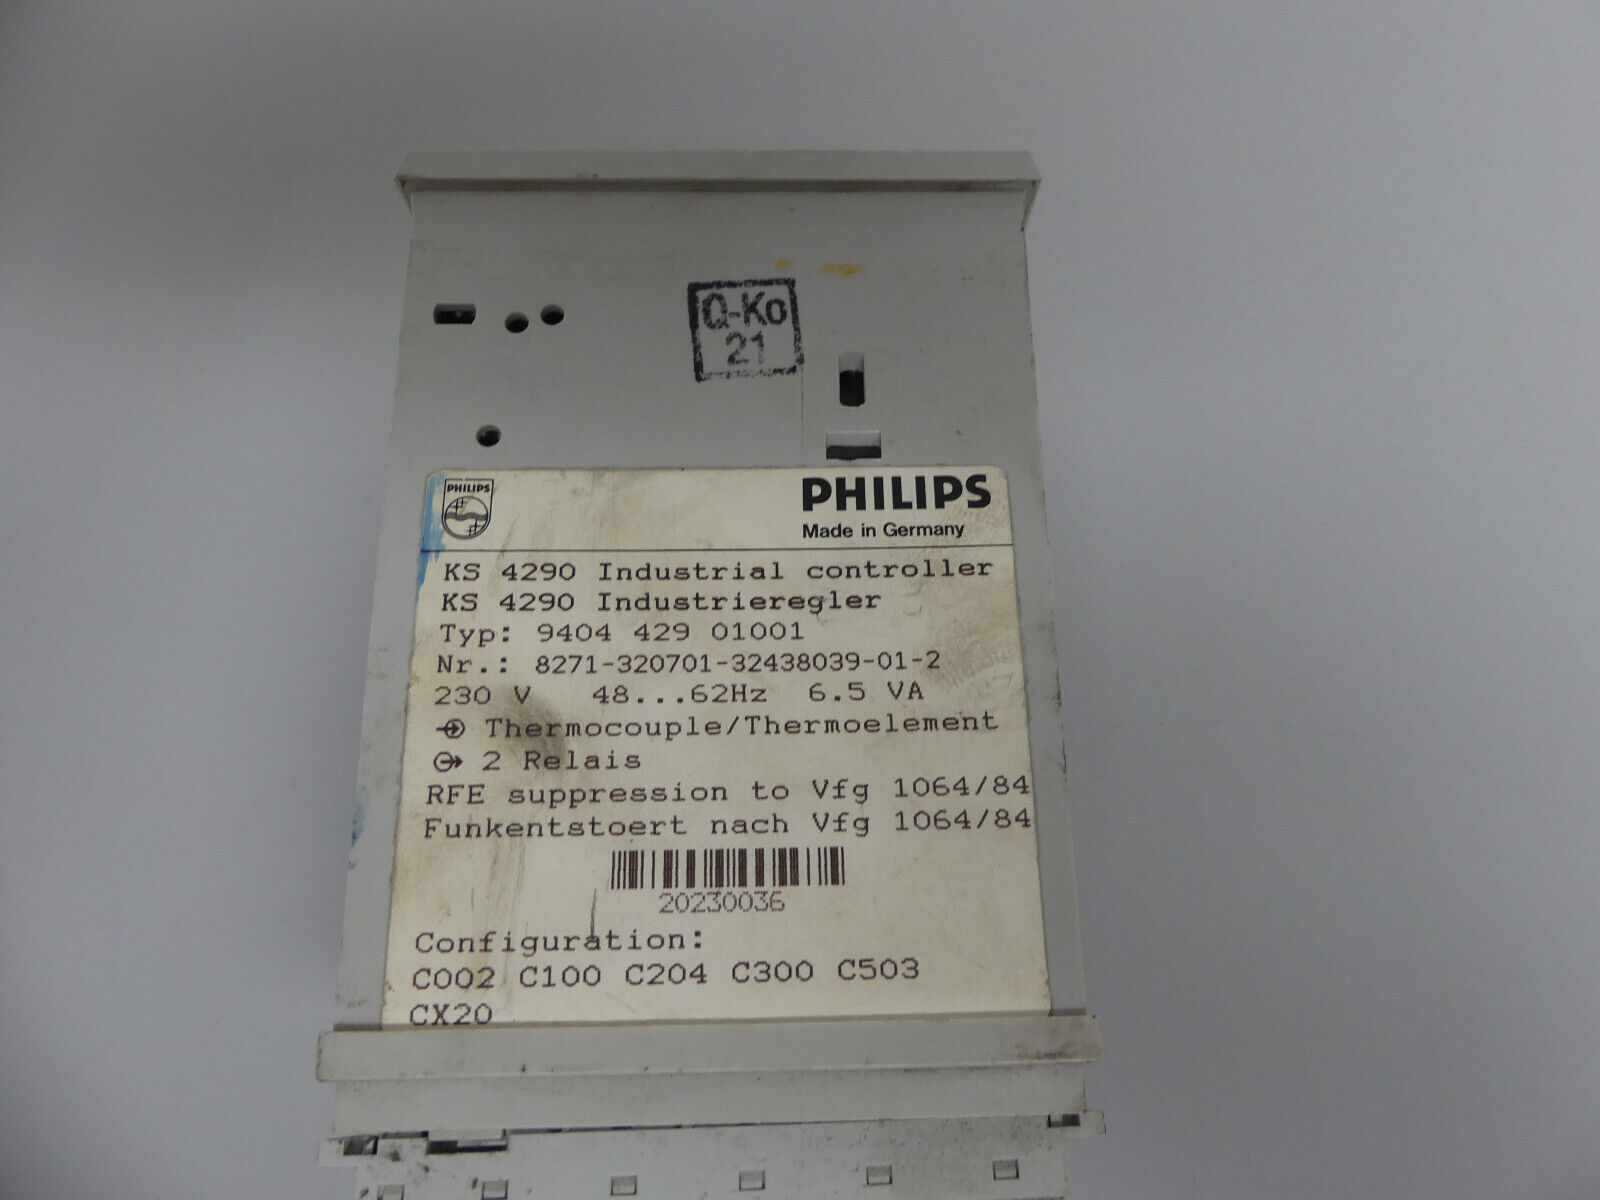 Q-Ko
21
PHILIPS
PHILIPS
Made in Germany
KS 4290 Industrial controller
KS 4290 Industrieregler
Typ: 9404 429 01001
Nr.: 8271-320701-32438039-01-2
230 V 48...62Hz 6.5 VA
Thermocouple/Thermoelement
2 Relais
RFE suppression to Vfg 1064/84
Funkentstoert nach Vfg 1064/84
20230036
Configuration:
C002 C100 C204 C300 C503
CX20